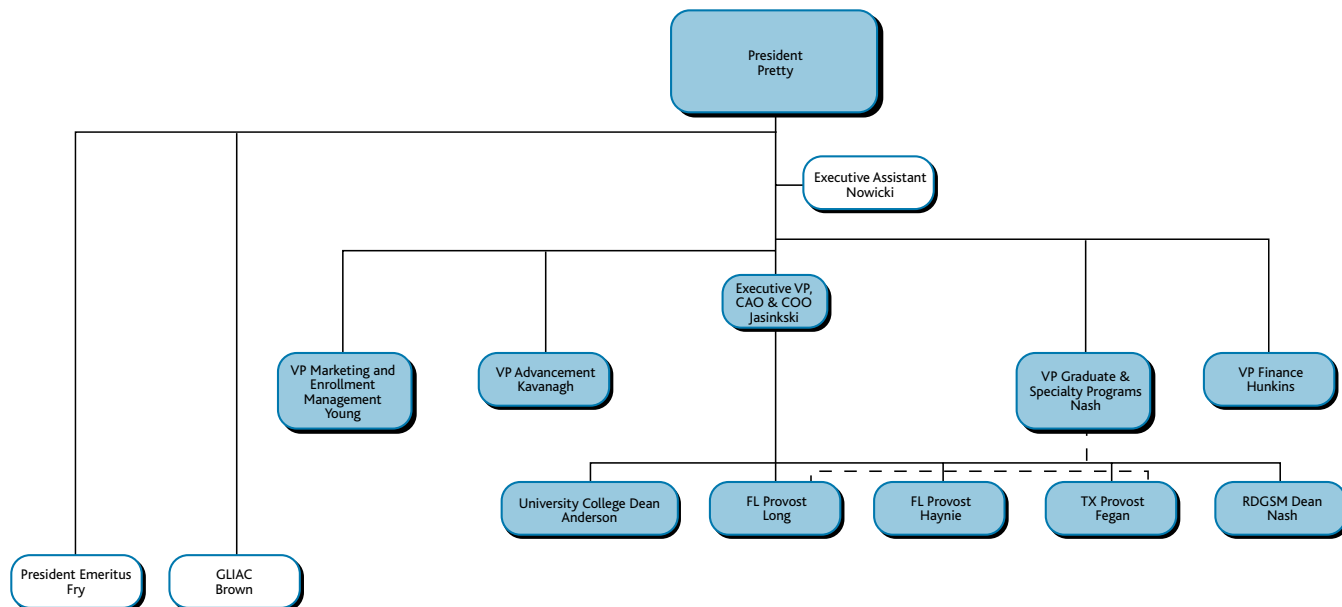 President
Pretty
Executive Assistant
Nowicki
Executive VP,
CAO & COO
Jasinkski
VP Marketing and
Enrollment
Management
Young
VP Advancement
Kavanagh
VP Graduate &
Specialty Programs
Nash
VP Finance
Hunkins
University College Dean
Anderson
FL Provost
Long
FL Provost
Haynie
TX Provost
Fegan
RDGSM Dean
Nash
President Emeritus
Fry
GLIAC
Brown